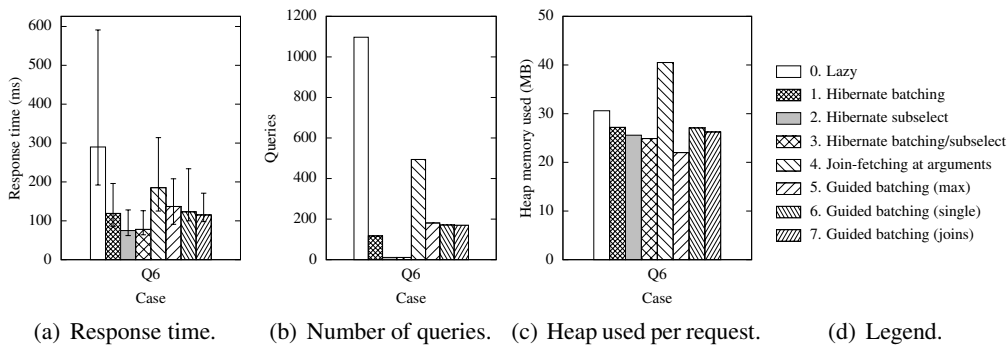 Response time (ms)
600
500
400
300
200
100
0
Q6
Case
(a) Response time.
Queries
1200
1000
800
600
400
200
0
Q6
Case
(b) Number of queries.
Heap memory used (MB)
50
40
30
20
10
0
Q6
Case
(c) Heap used per request.
0. Lazy
1. Hibernate batching
2. Hibernate subselect
3. Hibernate batching/subselect
4. Join-fetching at arguments
5. Guided batching (max)
6. Guided batching (single)
7. Guided batching (joins)
(d) Legend.